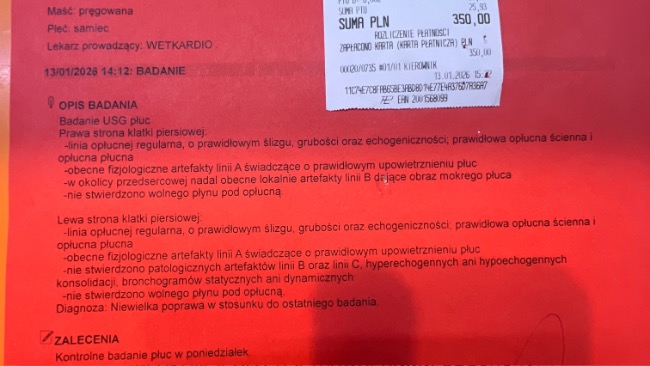 Maść: pręgowana
Płeć: samiec
Lekarz prowadzący: WETKARDIO .
13/01/2026 14:12: BADANIE
OPIS BADANIA
Badanie USG płuc
Prawa strona klatki piersiowej:
-linia opłucnej regularna, o prawidłowym ślizgu, grubości oraz echogeniczności; prawidłowa opłucna ścienna i
opłucna płucna
-obecne fizjologiczne artefakty linii A świadczące o prawidłowym upowietrznieniu płuc
-w okolicy przedsercowej nadal obecne lokalnie artefakty linii B dające obraz mokrego płuca
-nie stwierdzono wolnego płynu pod opłucną.
Lewa strona klatki piersiowej:
-linia opłucnej regularna, o prawidłowym ślizgu, grubości oraz echogeniczności; prawidłowa opłucna ścienna i
opłucna płucna
-obecne fizjologiczne artefakty linii A świadczące o prawidłowym upowietrznieniu płuc
-nie stwierdzono patologicznych artefaktów linii B oraz linii C, hyperechogennych ani hypoechogennych
konsolidacji, bronchogramów statycznych ani dynamicznych
-nie stwierdzono wolnego płynu pod opłucną.
Diagnoza: Niewielka poprawa w stosunku do ostatniego badania.
ZALECENIA
Kontrolne badanie płuc w poniedziałek.
SUMA PTU 25,93
SUMA PLN 350,00
ROZLICZENIE PŁATNOŚCI
ZAPŁACONO KARTA (KARTA PŁATNICZA) PLN
350,00
00020/0735 #01/01 KIEROWNIK
13.01.2026